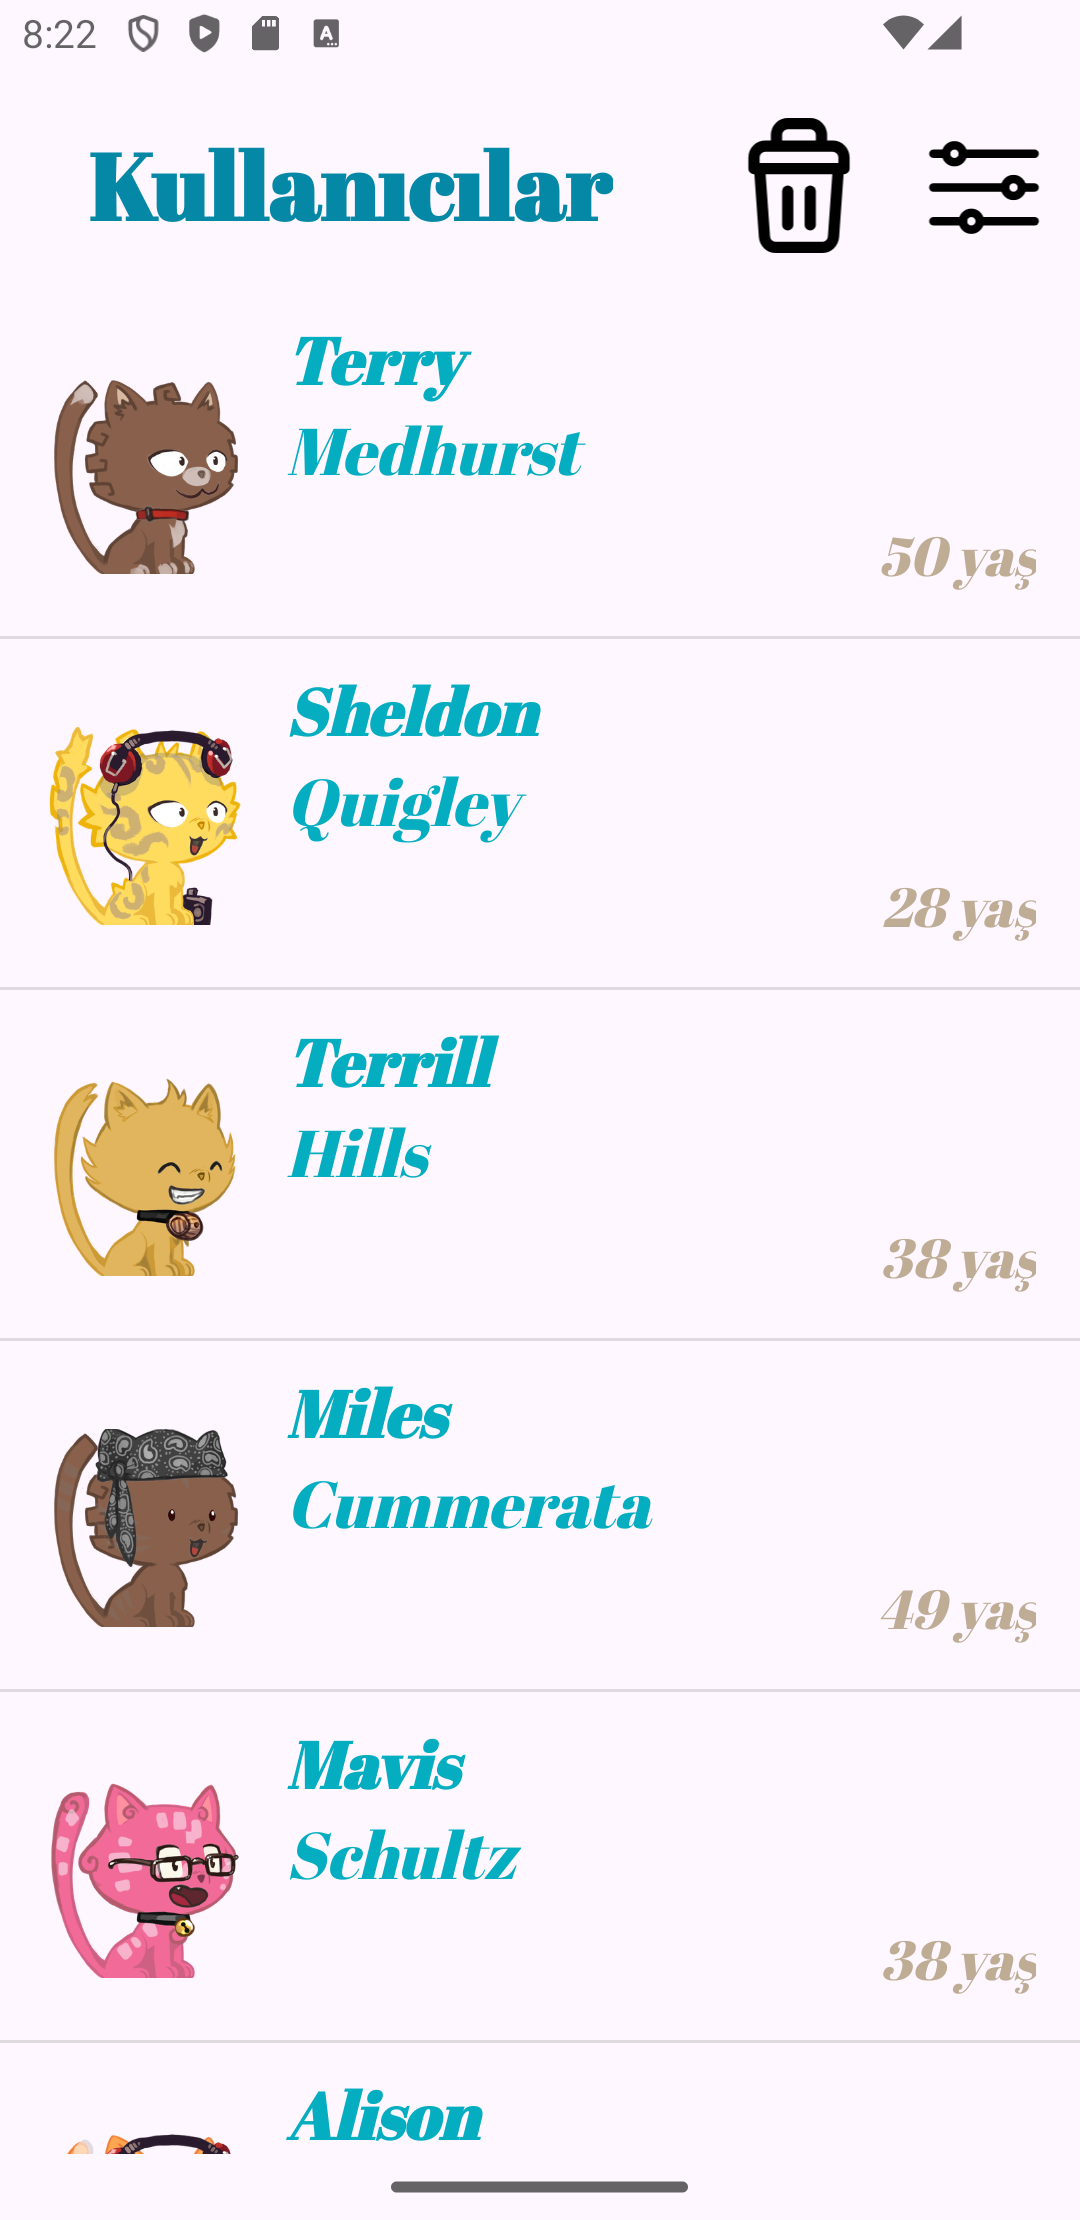 8:22
Kullanıcılar
Terry
Medhurst
50 yaş
Sheldon
Quigley
28 yaş
Terrill
Hills
38 yaş
Miles
Cummerata
49 yaş
Mavis
Schultz
38 yaş
Alison